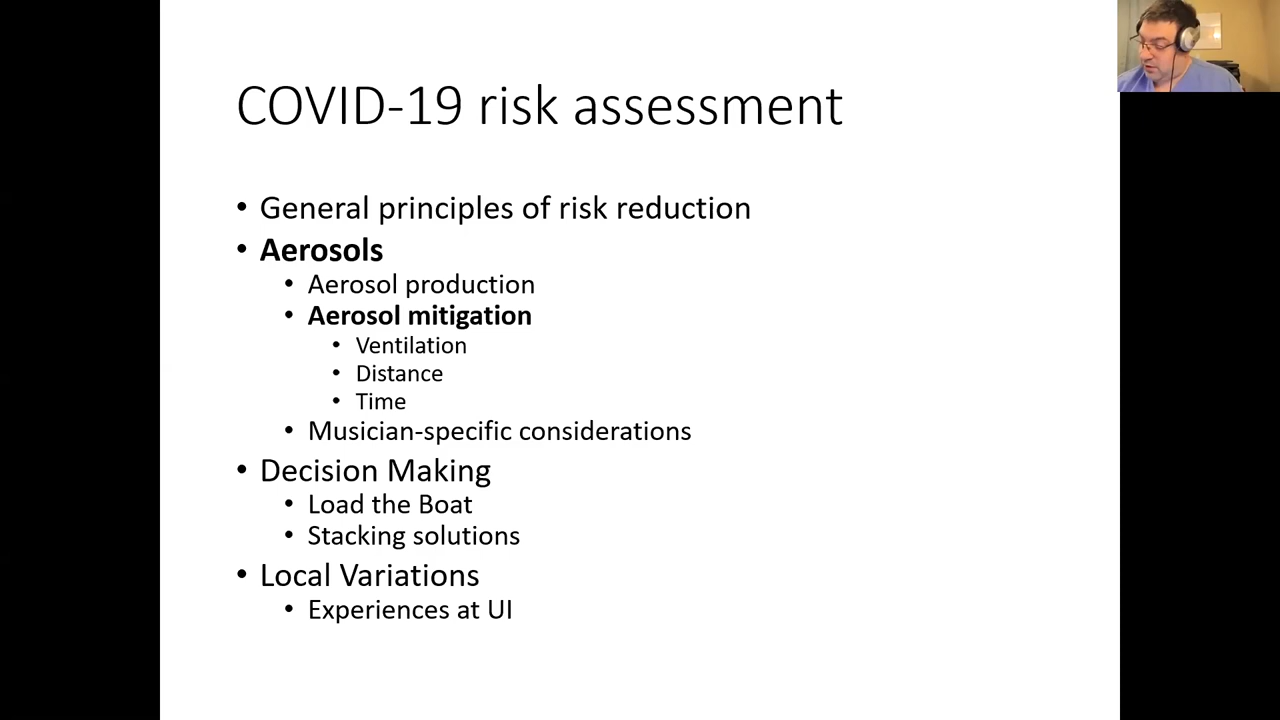 COVID-19 risk assessment
• General principles of risk reduction
• Aerosols
• Aerosol production
• Aerosol mitigation
• Ventilation
• Distance
• Time
• Musician-specific considerations
• Decision Making
• Load the Boat
• Stacking solutions
• Local Variations
• Experiences at UI